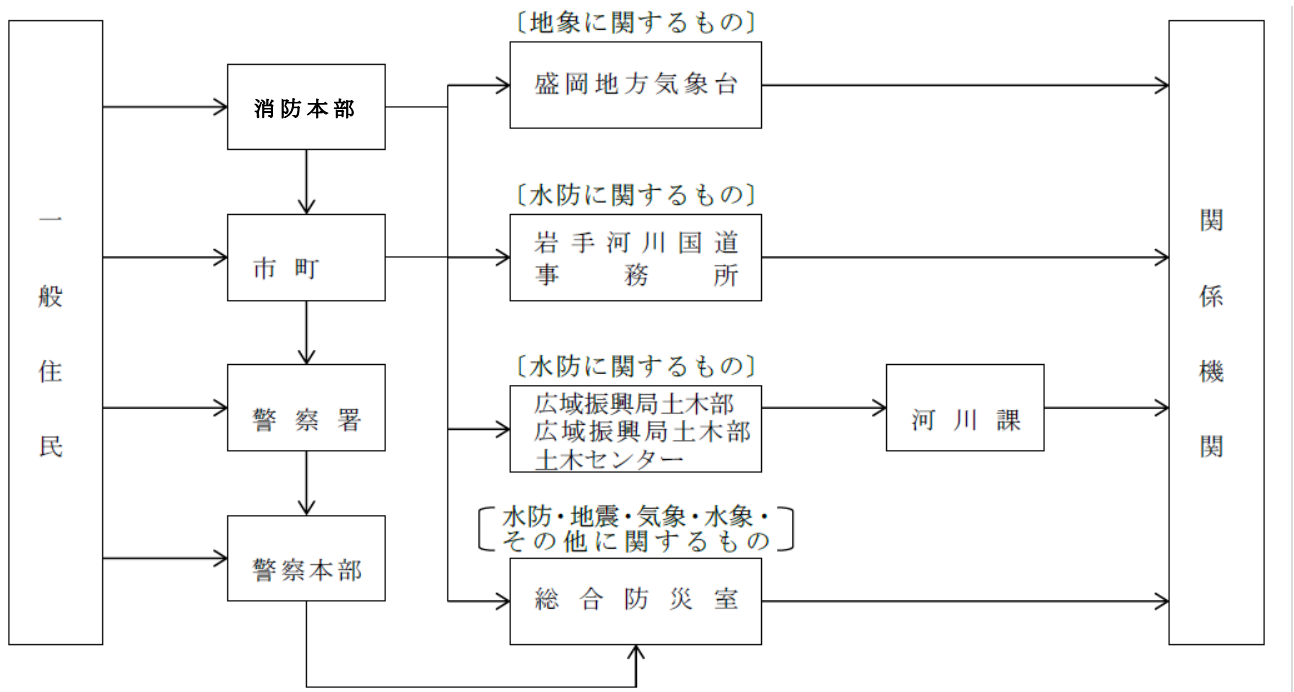 一般住民
消防本部
市町
警察署
警察本部
〔地象に関するもの〕
盛岡地方気象台
〔水防に関するもの〕
岩手河川国道
事務所
〔水防に関するもの〕
広域振興局土木部
広域振興局土木部
土木センター
河川課
水防・地震・気象・水象・
その他に関するもの
総合防災室
関係機関